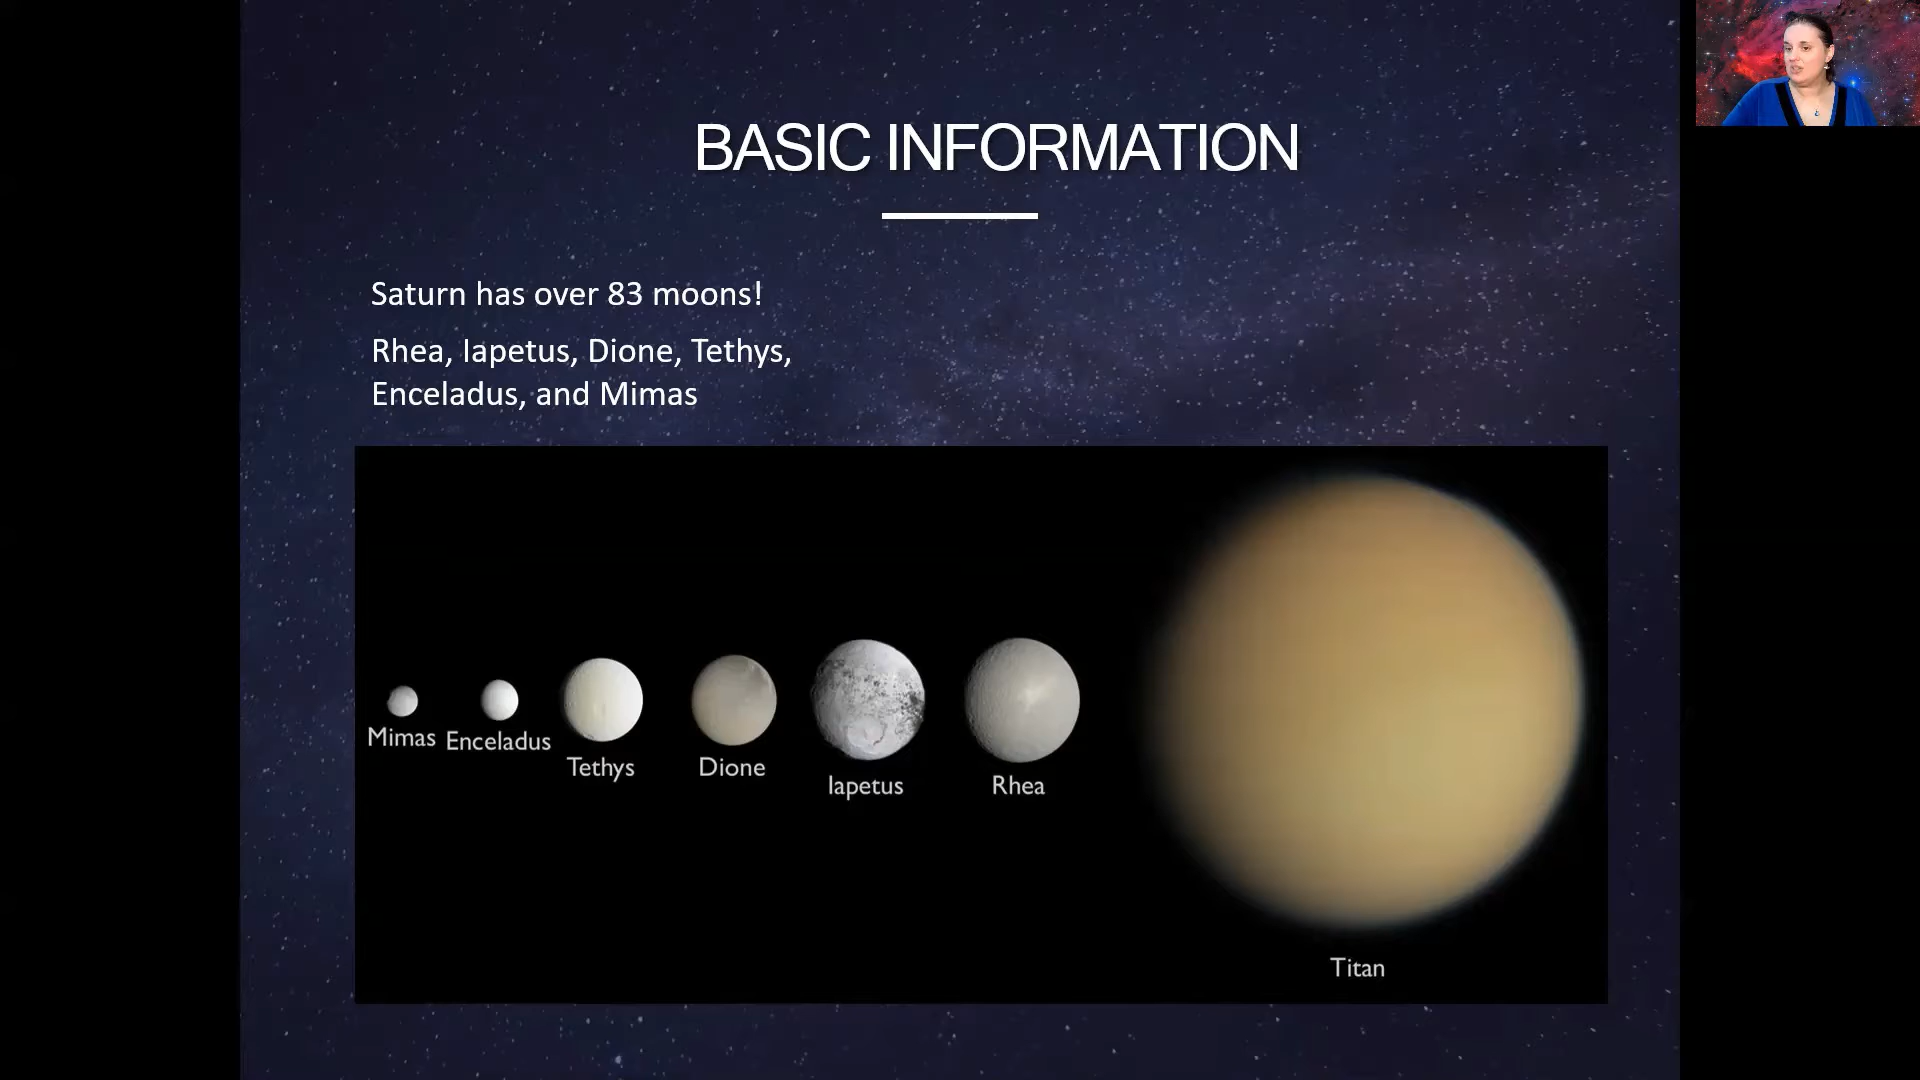 BASIC INFORMATION
Saturn has over 83 moons!
Rhea, Iapetus, Dione, Tethys,
Enceladus, and Mimas
Mimas
Enceladus
Tethys
Dione
Iapetus
Rhea
Titan